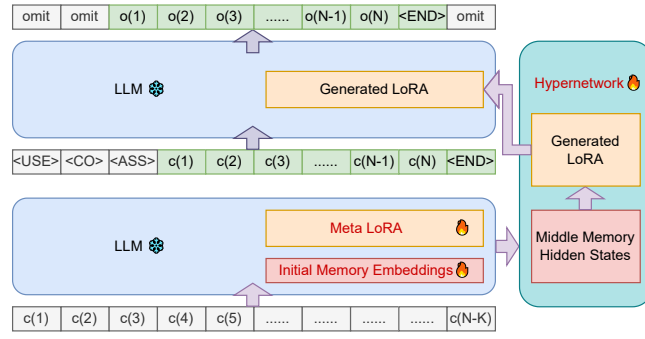 omit omit o(1) o(2) o(3) ...... o(N-1) o(N) <END> omit
LLM
Generated LoRA
Hypernetwork
Generated
LoRA
<USE> <CO> <ASS> c(1) c(2) c(3) ...... c(N-1) c(N) <END>
LLM
Meta LoRA
Initial Memory Embeddings
Middle Memory
Hidden States
c(1) c(2) c(3) c(4) c(5) ...... ...... ...... ...... c(N-K)